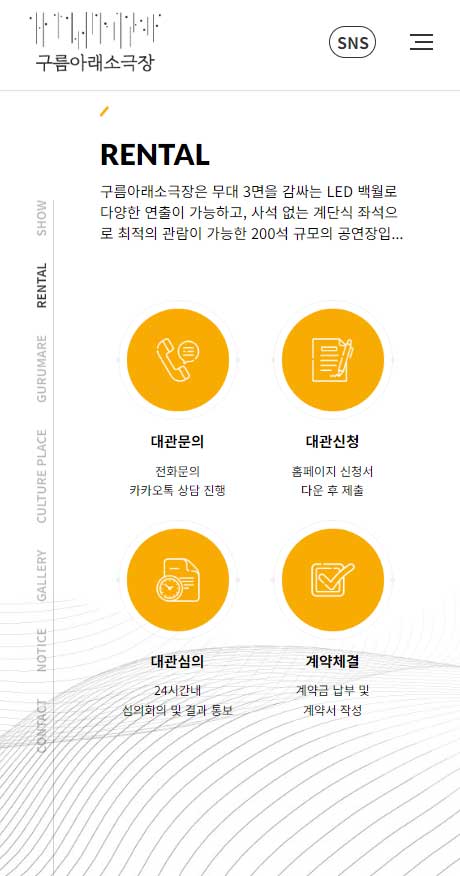 구름아래소극장
SNS
RENTAL
구름아래소극장은 무대 3면을 감싸는 LED 백월로
다양한 연출이 가능하고, 사석 없는 계단식 좌석으
로 최적의 관람이 가능한 200석 규모의 공연장입...
SHOW
RENTAL
GURUMARE
CULTURE PLACE
GALLERY
NOTICE
CONTACT
대관문의
전화문의
카카오톡 상담 진행
대관신청
홈페이지 신청서
다운 후 제출
대관심의
24시간내
심의회의 및 결과 통보
계약체결
계약금 납부 및
계약서 작성